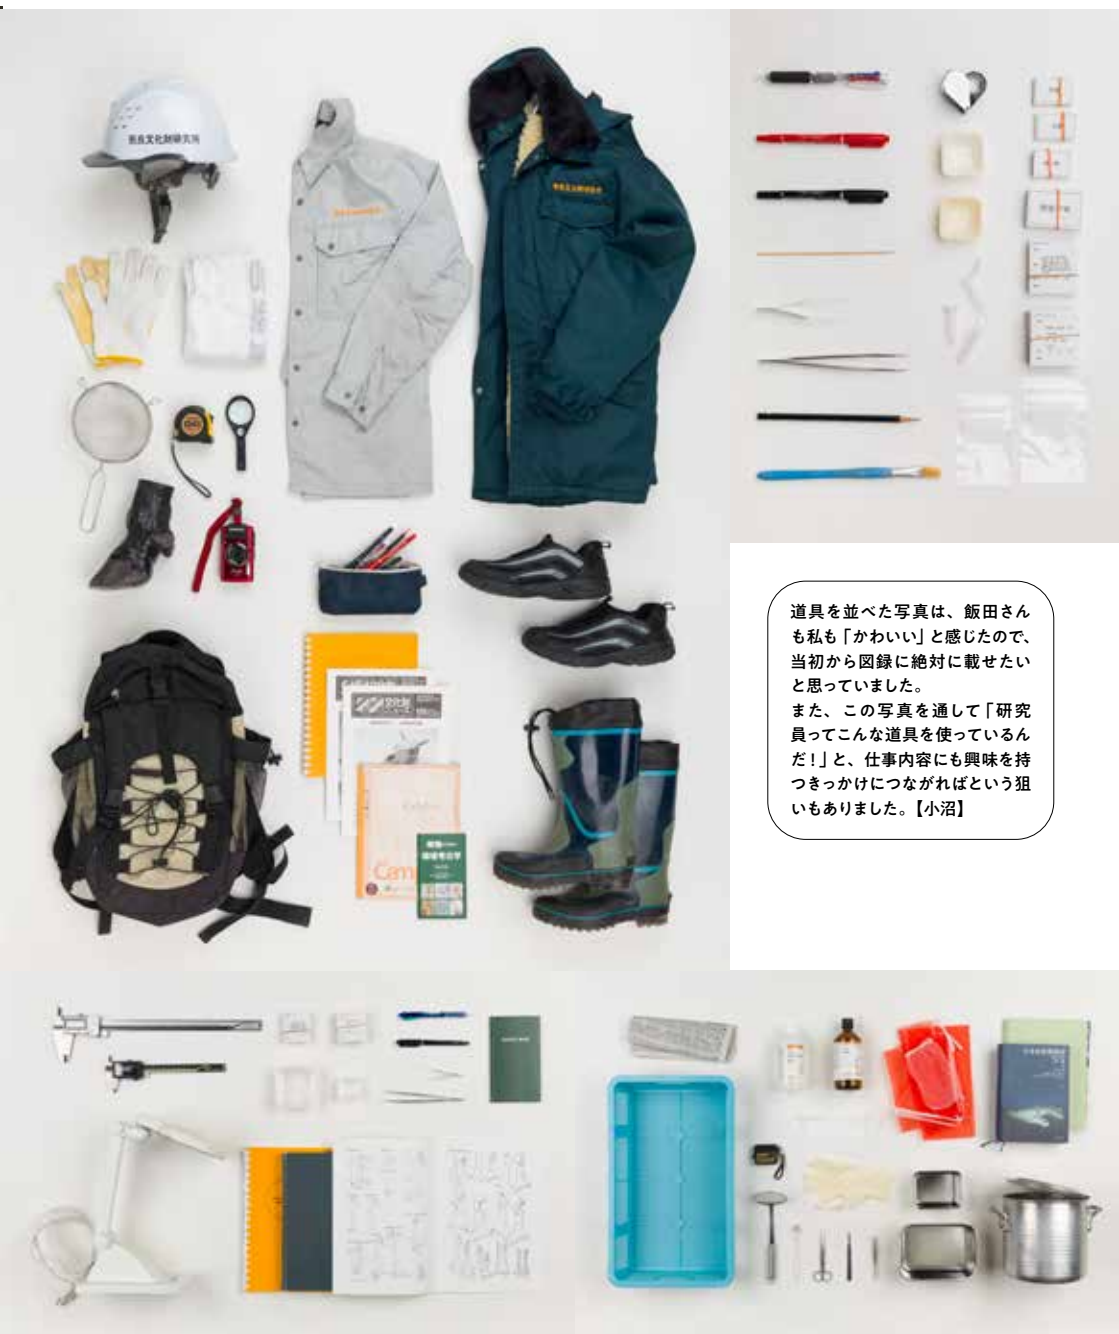 奈良文化財研究所
道具を並べた写真は、飯田さん
も私も「かわいい」と感じたので、
当初から図録に絶対に載せたい
と思っていました。
また、この写真を通して「研究
員ってこんな道具を使っているん
だ！」と、仕事内容にも興味を持
つきっかけにつながればという狙
いもありました。【小沼】
Cam
環境考古学